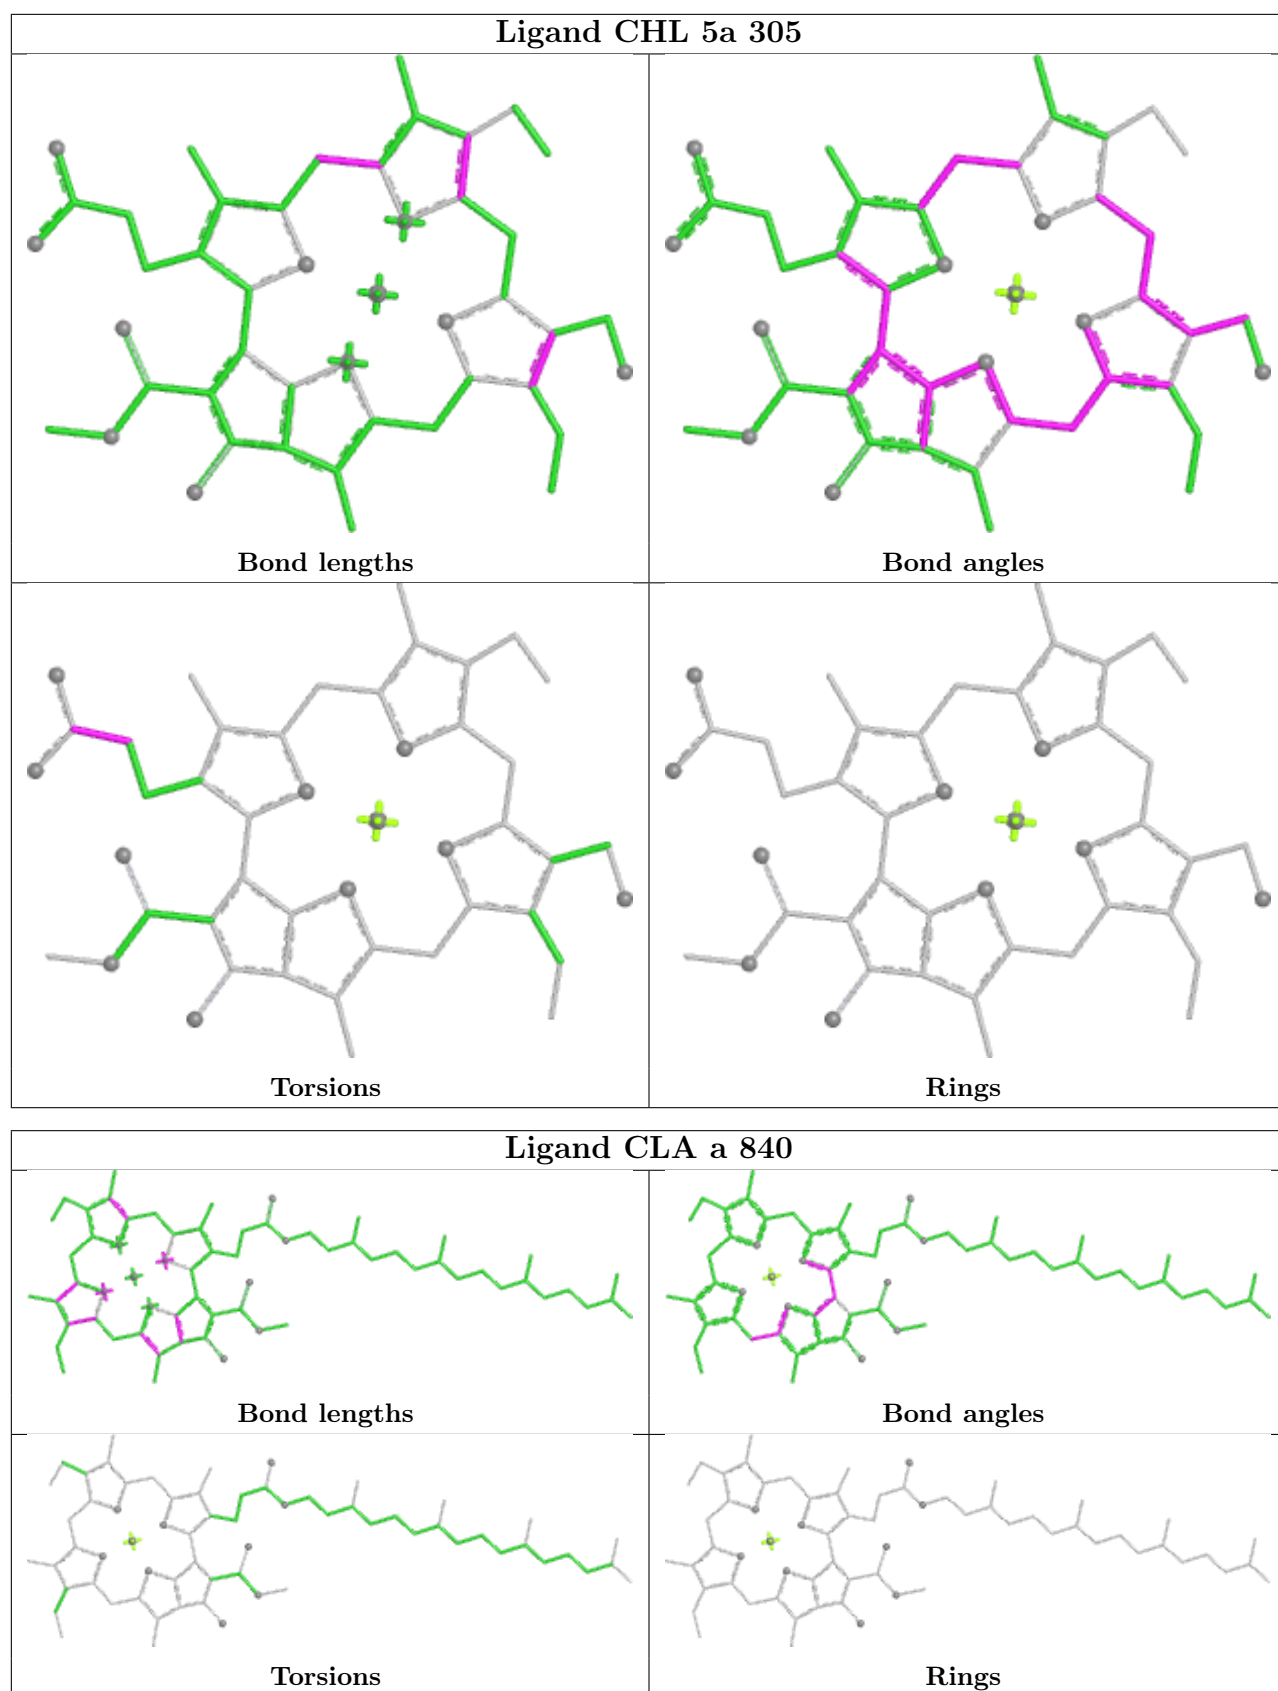 Ligand CHL 5a 305
Bond lengths
Bond angles
Torsions
Rings
Ligand CLA a 840
Bond lengths
Bond angles
Torsions
Rings